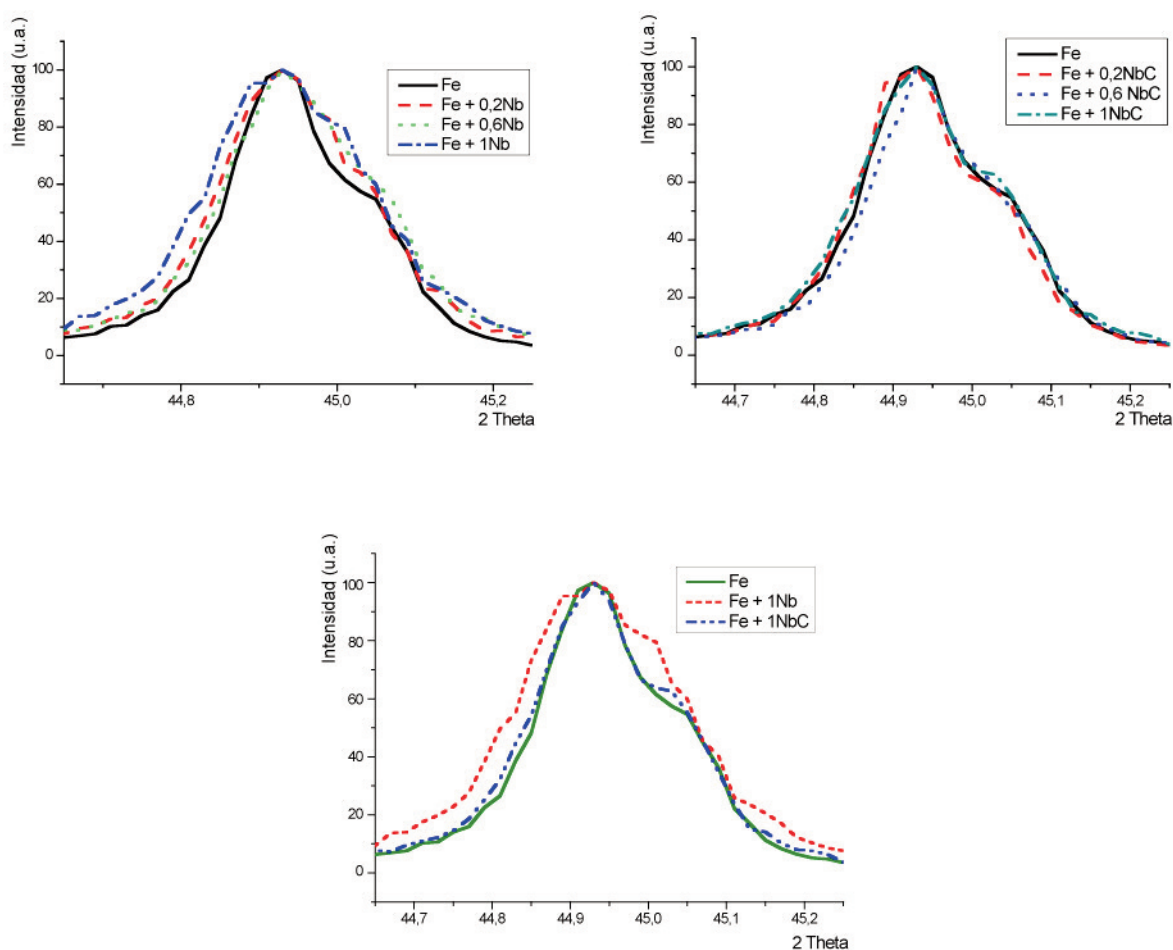 Intensidad (u.a.)
100
80
60
40
20
0
44,8
45,0
45,2
2 Theta
Fe
Fe + 0,2Nb
Fe + 0,6Nb
Fe + 1Nb
Intensidad (u.a.)
100
80
60
40
20
0
44,7
44,8
44,9
45,0
45,1
45,2
2 Theta
Fe
Fe + 0,2NbC
Fe + 0,6 NbC
Fe + 1NbC
Intensidad (u.a.)
100
80
60
40
20
0
44,7
44,8
44,9
45,0
45,1
45,2
2 Theta
Fe
Fe + 1Nb
Fe + 1NbC